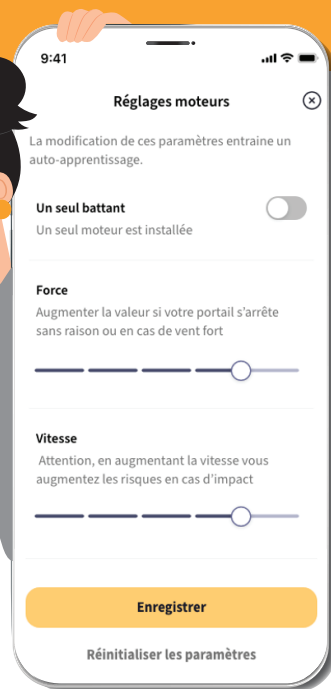 9:41
Réglages moteurs
La modification de ces paramètres entraine un
auto-apprentissage.
Un seul battant
Un seul moteur est installée
Force
Augmenter la valeur si votre portail s'arrête
sans raison ou en cas de vent fort
Vitesse
Attention, en augmentant la vitesse vous
augmentez les risques en cas d'impact
Enregistrer
Réinitialiser les paramètres